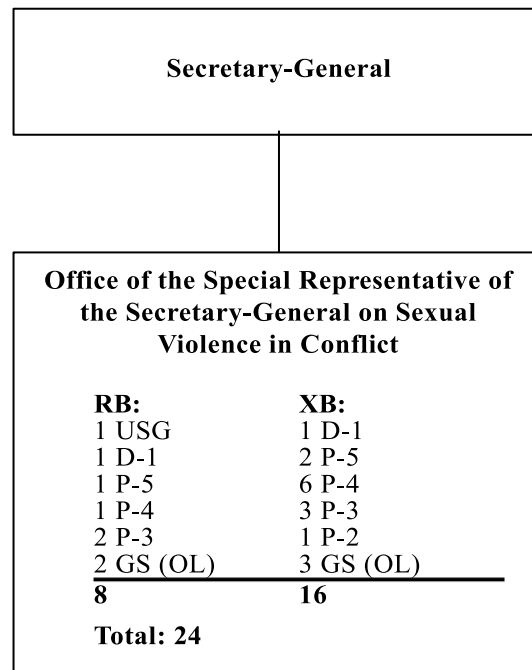 Secretary-General
Office of the Special Representative of
the Secretary-General on Sexual
Violence in Conflict
RB: XB:
1 USG 1 D-1
1 D-1 2 P-5
1 P-5 6 P-4
1 P-4 3 P-3
2 P-3 1 P-2
2 GS (OL) 3 GS (OL)
8 16
Total: 24